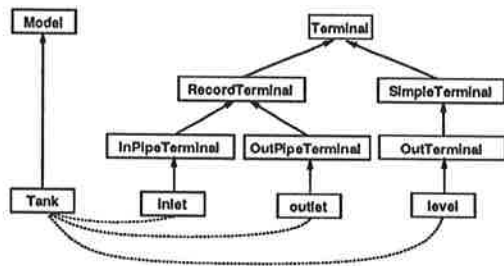 Model
Terminal
RecordTerminal
SimpleTerminal
InPipeTerminal
OutPipeTerminal
OutTerminal
Tank
Inlet
outlet
level